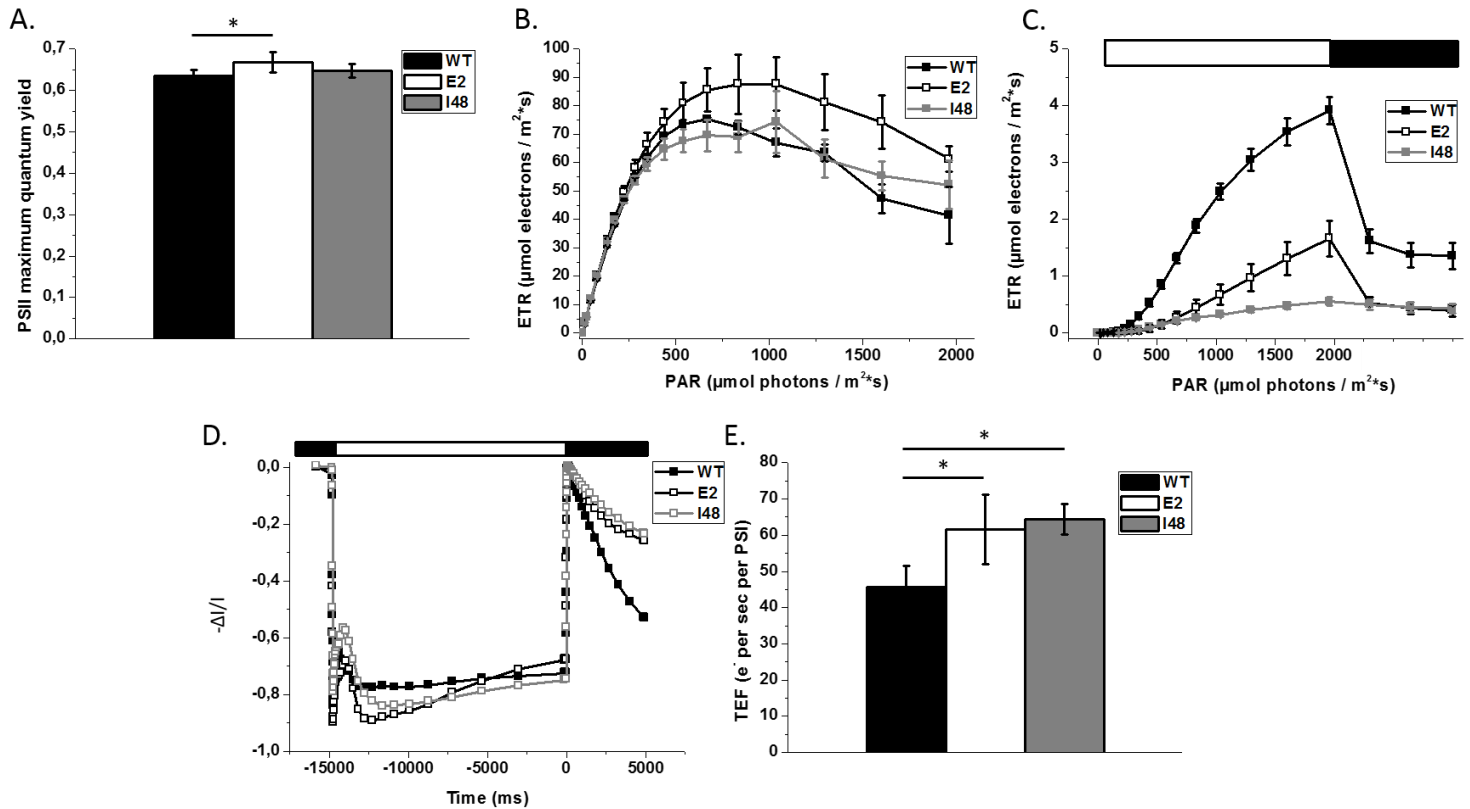 A.
*
0,7
0,6
0,5
0,4
0,3
0,2
0,1
0,0
PSII maximum quantum yield
WT
E2
I48
B.
100
90
80
70
60
50
40
30
20
10
0
ETR (µmol electrons / m²*s)
0 500 1000 1500 2000
PAR (µmol photons / m²*s)
WT
E2
I48
C.
5
4
3
2
1
0
ETR (µmol electrons / m²*s)
0 500 1000 1500 2000 2500 3000
PAR (µmol photons / m²*s)
WT
E2
I48
D.
0,0
-0,2
-0,4
-0,6
-0,8
-1,0
-ΔI/I
-15000 -10000 -5000 0 5000
Time (ms)
WT
E2
I48
E.
*
*
80
70
60
50
40
30
20
10
0
TEF (e⁻ per sec per PSI)
WT
E2
I48